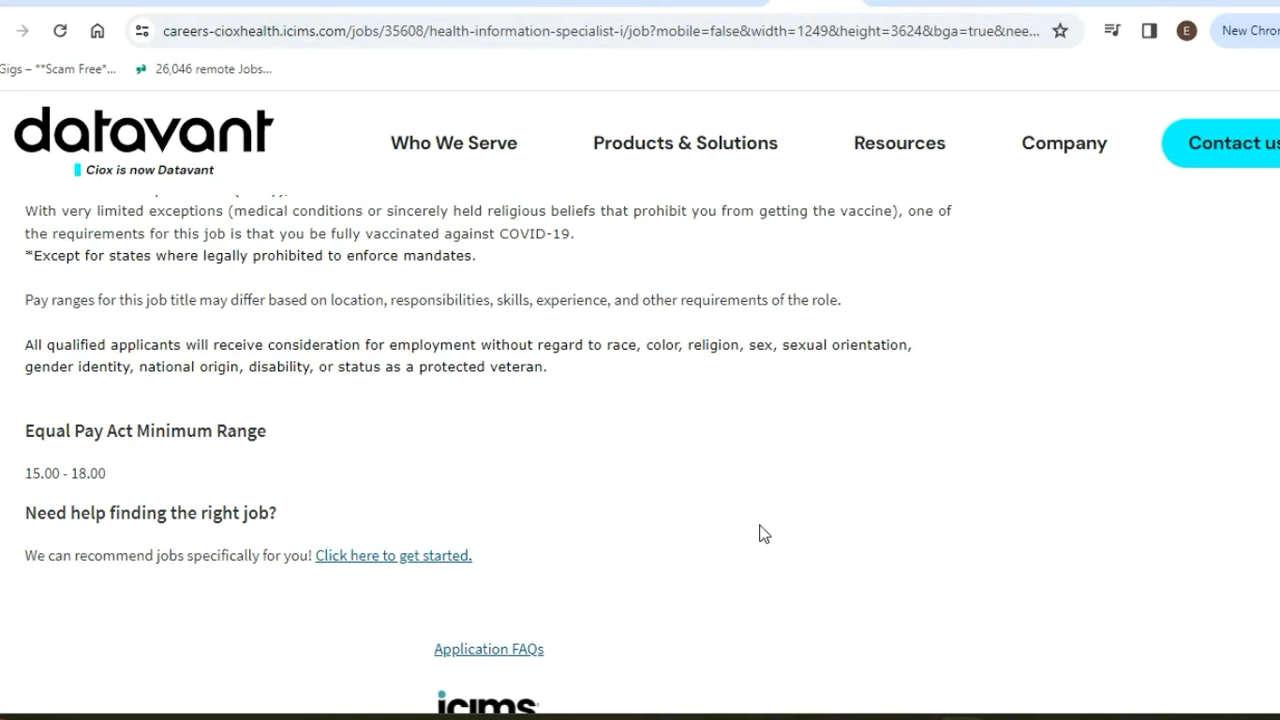 careers-cioxhealth.icims.com/jobs/35608/health-information-specialist-i/job?mobile=false&width=1249&height=3624&bga=true&nee...
E
New Chror
Gigs – **Scam Free*...
26,046 remote Jobs...
datavant
Ciox is now Datavant
Who We Serve
Products & Solutions
Resources
Company
Contact us
With very limited exceptions (medical conditions or sincerely held religious beliefs that prohibit you from getting the vaccine), one of
the requirements for this job is that you be fully vaccinated against COVID-19.
*Except for states where legally prohibited to enforce mandates.
Pay ranges for this job title may differ based on location, responsibilities, skills, experience, and other requirements of the role.
All qualified applicants will receive consideration for employment without regard to race, color, religion, sex, sexual orientation,
gender identity, national origin, disability, or status as a protected veteran.
Equal Pay Act Minimum Range
15.00 - 18.00
Need help finding the right job?
We can recommend jobs specifically for you! Click here to get started.
Application FAQs
icims